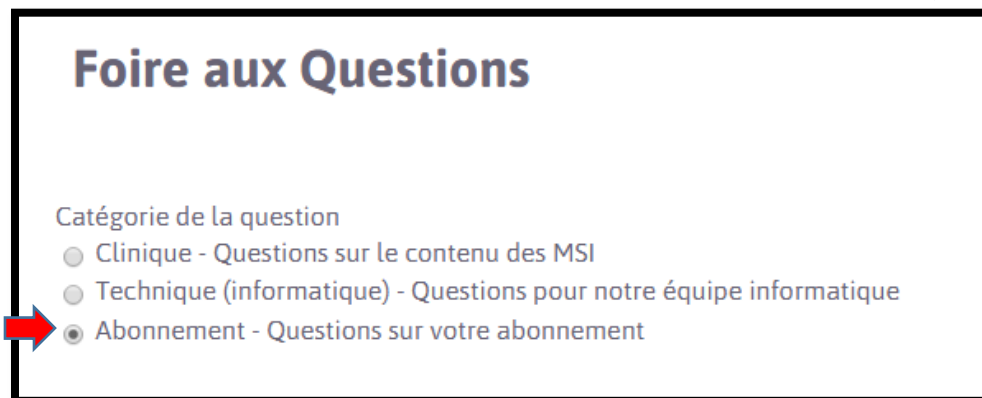 Foire aux Questions
Catégorie de la question
Clinique - Questions sur le contenu des MSI
Technique (informatique) - Questions pour notre équipe informatique
Abonnement - Questions sur votre abonnement